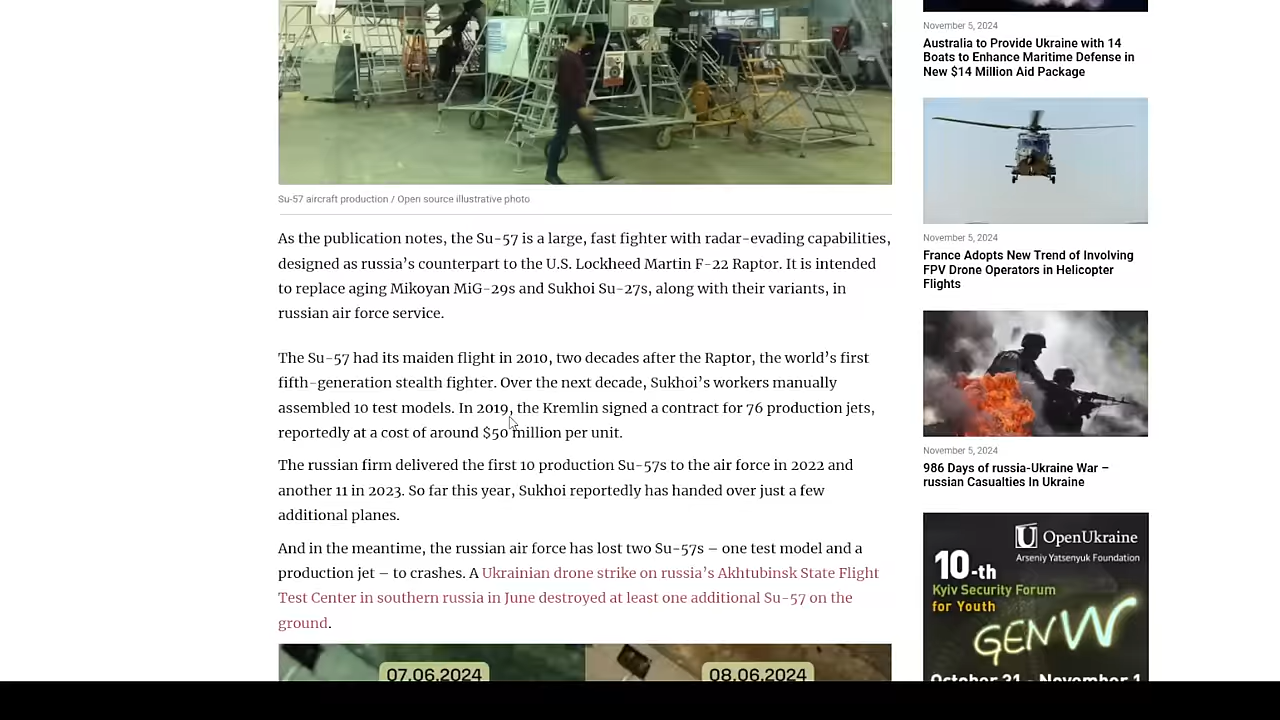 Su-57 aircraft production / Open source illustrative photo
As the publication notes, the Su-57 is a large, fast fighter with radar-evading capabilities,
designed as russia's counterpart to the U.S. Lockheed Martin F-22 Raptor. It is intended
to replace aging Mikoyan MiG-29s and Sukhoi Su-27s, along with their variants, in
russian air force service.
The Su-57 had its maiden flight in 2010, two decades after the Raptor, the world's first
fifth-generation stealth fighter. Over the next decade, Sukhoi's workers manually
assembled 10 test models. In 2019, the Kremlin signed a contract for 76 production jets,
reportedly at a cost of around $50 million per unit.
The russian firm delivered the first 10 production Su-57s to the air force in 2022 and
another 11 in 2023. So far this year, Sukhoi reportedly has handed over just a few
additional planes.
And in the meantime, the russian air force has lost two Su-57s – one test model and a
production jet – to crashes. A Ukrainian drone strike on russia's Akhtubinsk State Flight
Test Center in southern russia in June destroyed at least one additional Su-57 on the
ground.
07.06.2024
08.06.2024
November 5, 2024
Australia to Provide Ukraine with 14
Boats to Enhance Maritime Defense in
New $14 Million Aid Package
November 5, 2024
France Adopts New Trend of Involving
FPV Drone Operators in Helicopter
Flights
November 5, 2024
986 Days of russia-Ukraine War –
russian Casualties In Ukraine
OpenUkraine
Arseniy Yatsenyuk Foundation
10-th
Kyiv Security Forum
for Youth
GENW
October 31 - November 1